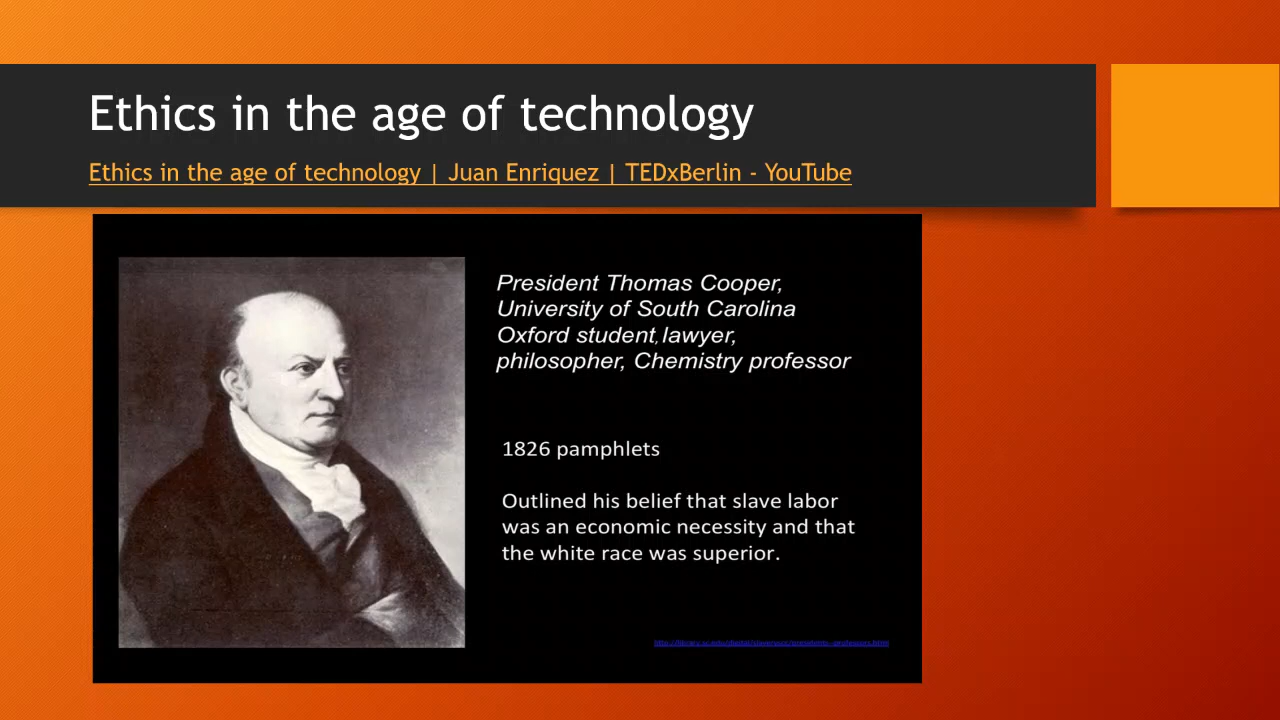 Ethics in the age of technology
Ethics in the age of technology | Juan Enriquez | TEDxBerlin - YouTube
President Thomas Cooper,
University of South Carolina
Oxford student, lawyer,
philosopher, Chemistry professor
1826 pamphlets
Outlined his belief that slave labor
was an economic necessity and that
the white race was superior.